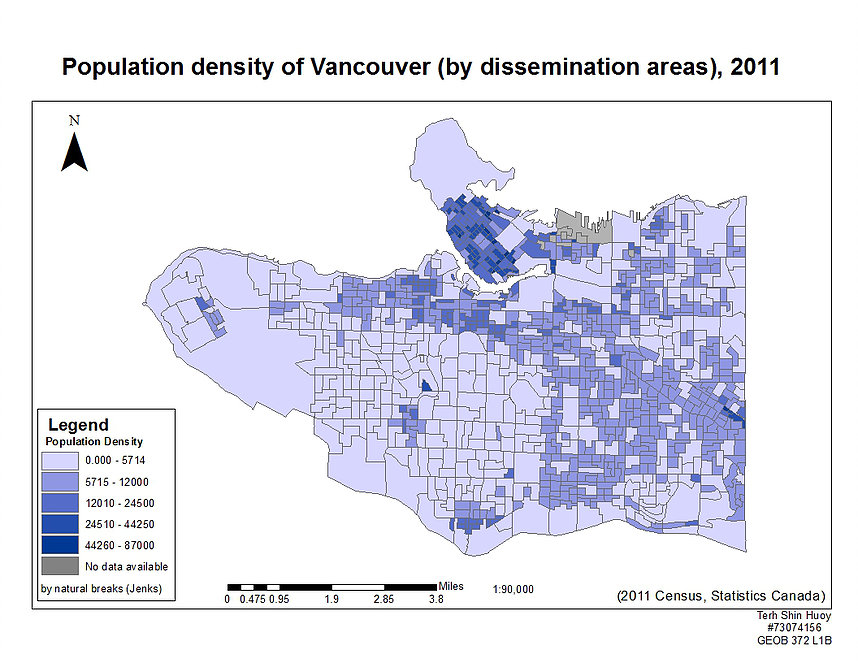 Population density of Vancouver (by dissemination areas), 2011
N
Legend
Population Density
0.000 - 5714
5715 - 12000
12010 - 24500
24510 - 44250
44260 - 87000
No data available
by natural breaks (Jenks)
Miles
0 0.475 0.95 1.9 2.85 3.8
1:90,000
(2011 Census, Statistics Canada)
Terh Shin Huoy
#73074156
GEOB 372 L1B